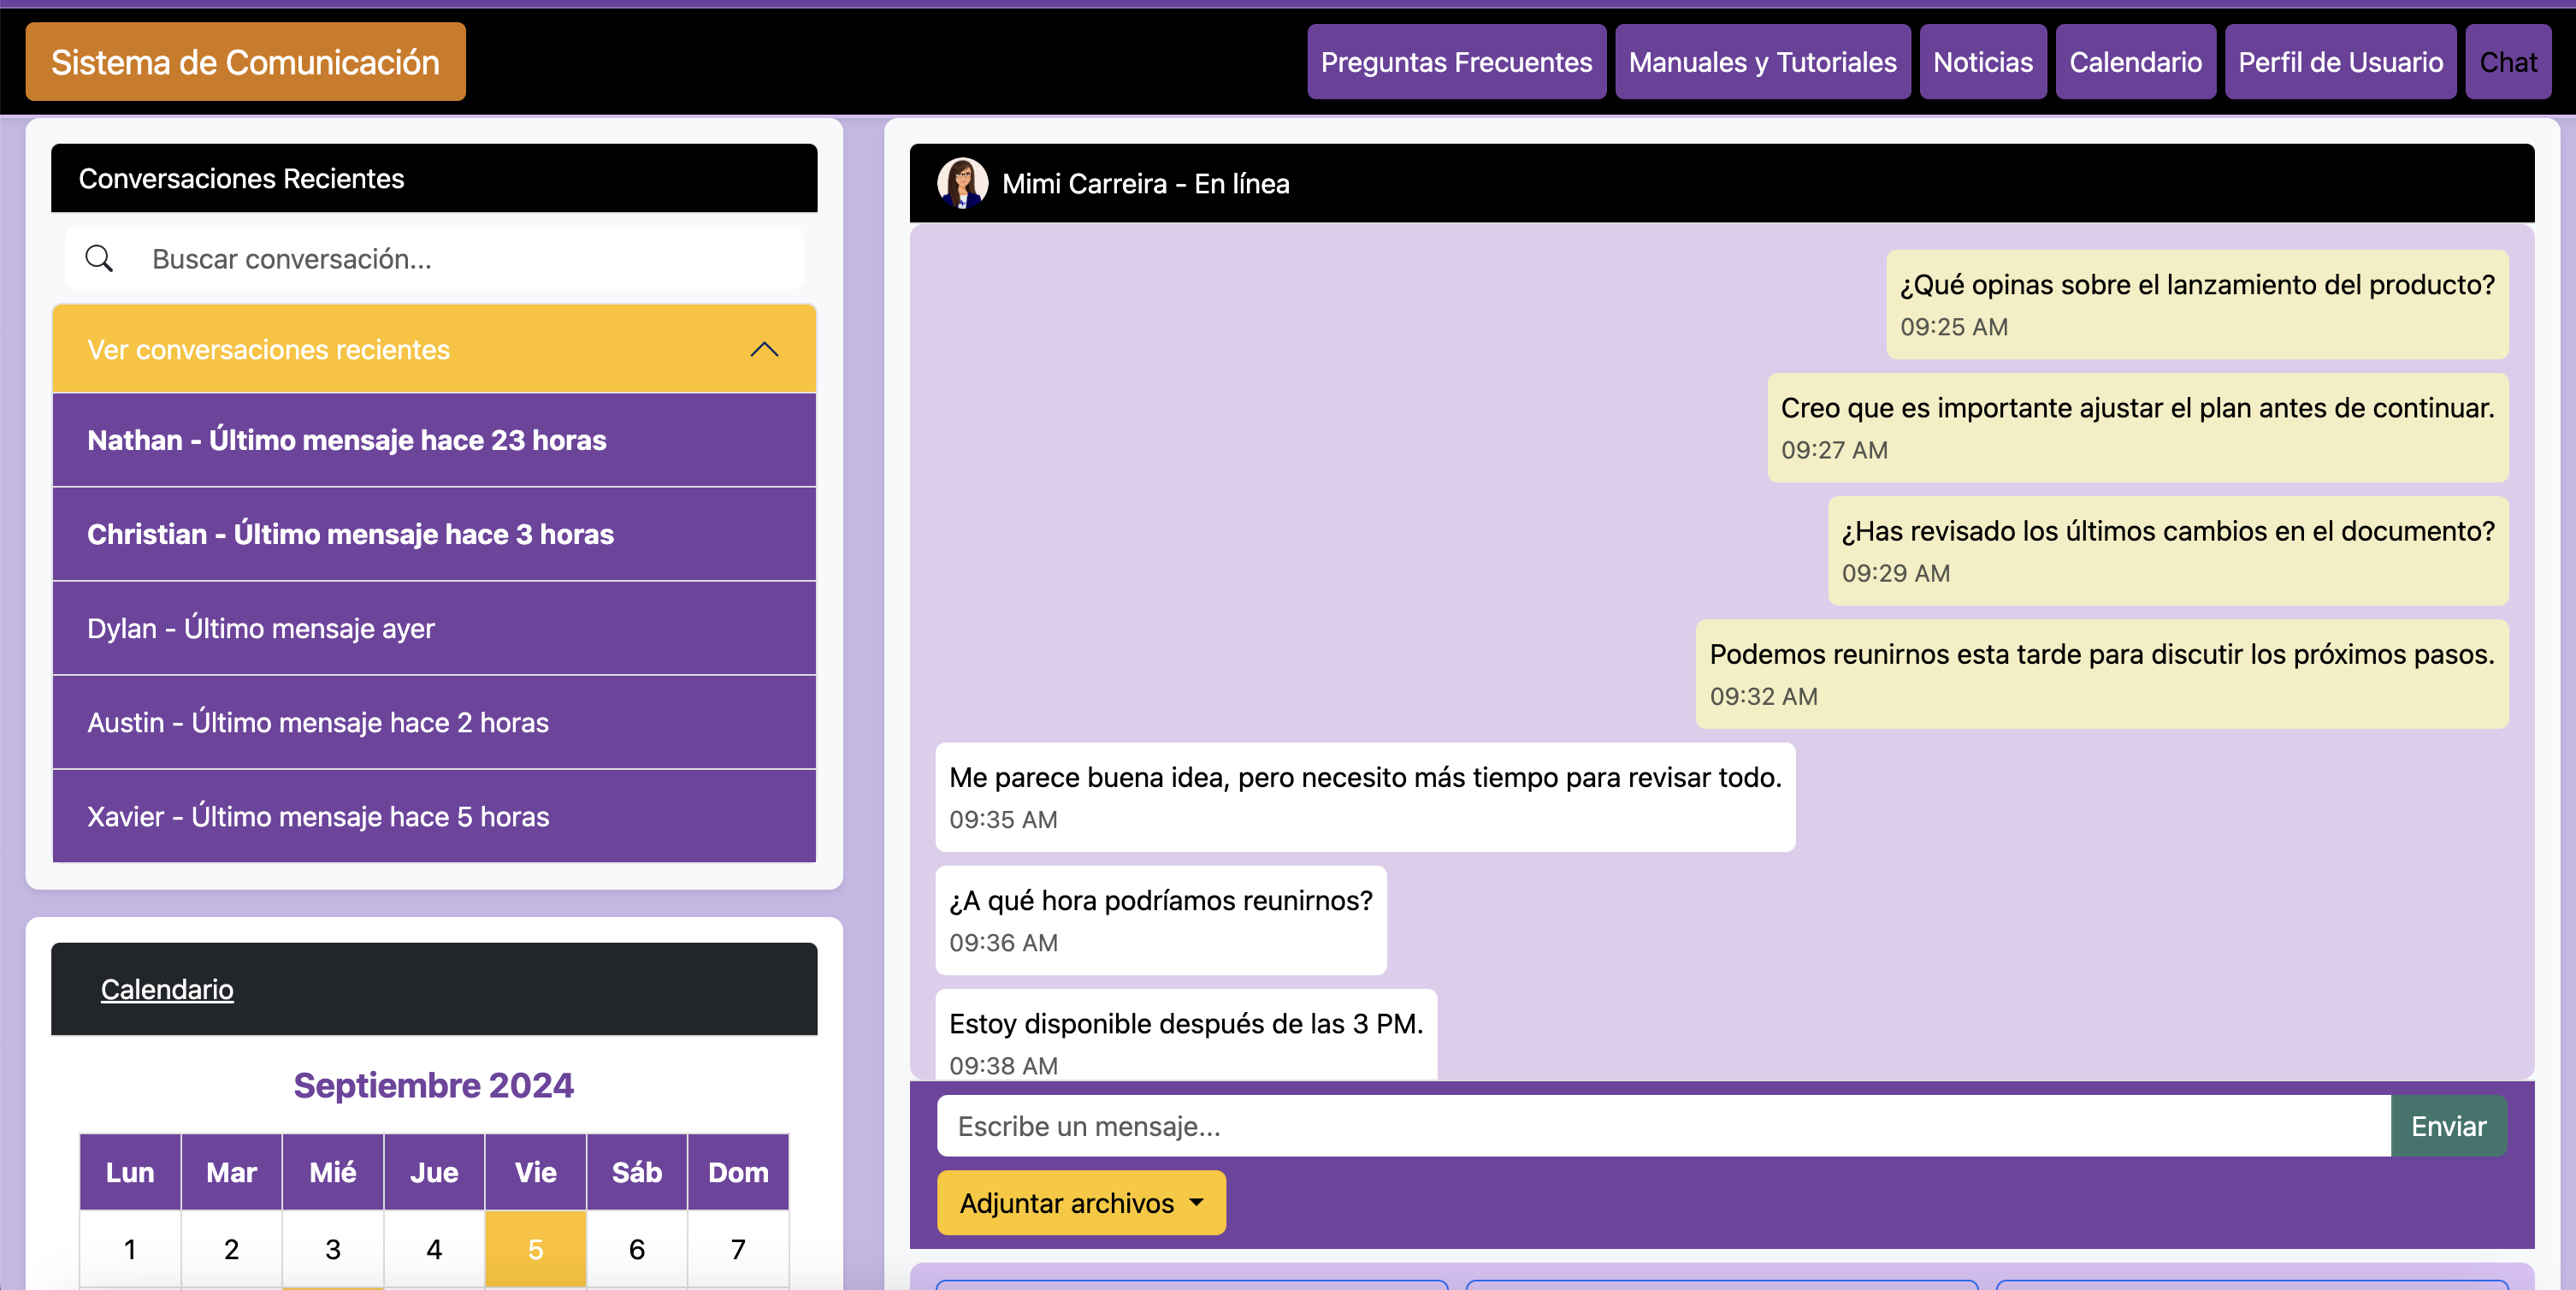 Sistema de Comunicación
Preguntas Frecuentes
Manuales y Tutoriales
Noticias
Calendario
Perfil de Usuario
Chat
Conversaciones Recientes
Buscar conversación...
Ver conversaciones recientes
Nathan - Último mensaje hace 23 horas
Christian - Último mensaje hace 3 horas
Dylan - Último mensaje ayer
Austin - Último mensaje hace 2 horas
Xavier - Último mensaje hace 5 horas
Calendario
Septiembre 2024
Lun Mar Mié Jue Vie Sáb Dom
1 2 3 4 5 6 7
Mimi Carreira - En línea
¿Qué opinas sobre el lanzamiento del producto?
09:25 AM
Creo que es importante ajustar el plan antes de continuar.
09:27 AM
¿Has revisado los últimos cambios en el documento?
09:29 AM
Podemos reunirnos esta tarde para discutir los próximos pasos.
09:32 AM
Me parece buena idea, pero necesito más tiempo para revisar todo.
09:35 AM
¿A qué hora podríamos reunirnos?
09:36 AM
Estoy disponible después de las 3 PM.
09:38 AM
Escribe un mensaje...
Enviar
Adjuntar archivos